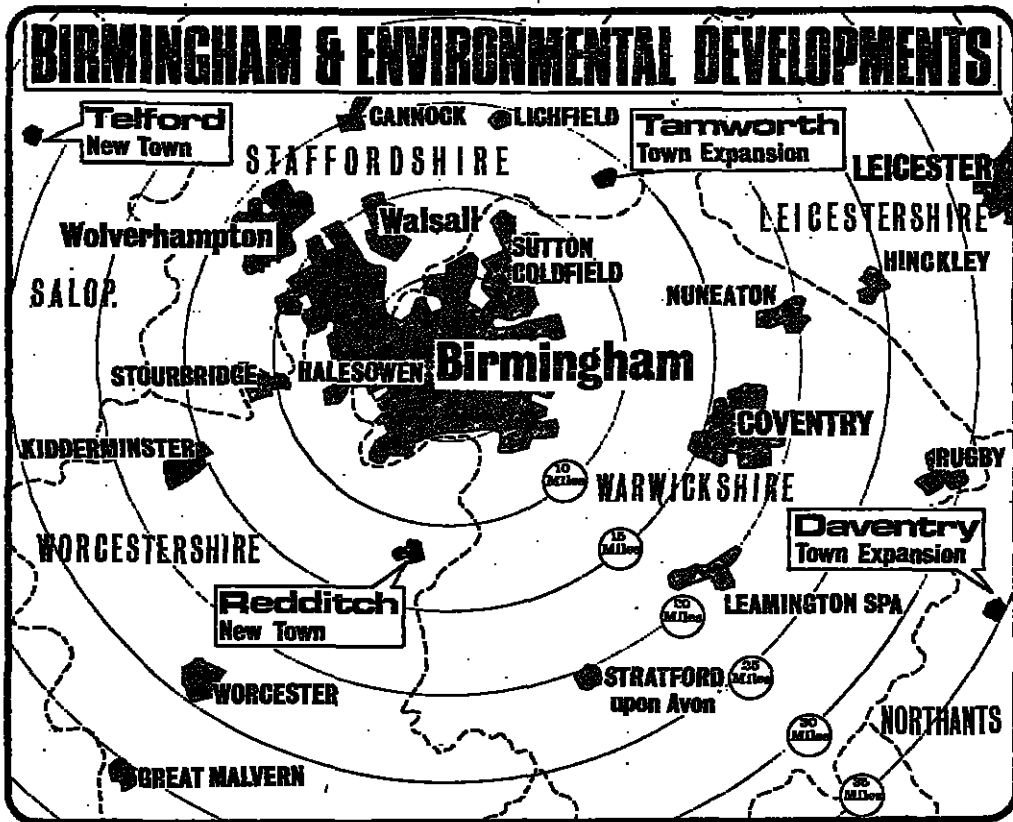 BIRMINGHAM & ENVIRONMENTAL DEVELOPMENTS
Telford
New Town
CANNOCK
LICHFIELD
Tamworth
Town Expansion
STAFFORDSHIRE
LEICESTER
Wolverhampton
Walsall
LEICESTERSHIRE
SUTTON
COLDFIELD
HINCKLEY
SALOP.
NUNEATON
STOURBRIDGE
HALESOWEN
Birmingham
COVENTRY
KIDDERMINSTER
RUGBY
10
Miles
WARWICKSHIRE
Daventry
Town Expansion
WORCESTERSHIRE
15
Miles
Redditch
New Town
LEAMINGTON SPA
Miles
WORCESTER
STRATFORD
upon Avon
25
Miles
NORTHANTS
30
Miles
GREAT MALVERN
35
Miles